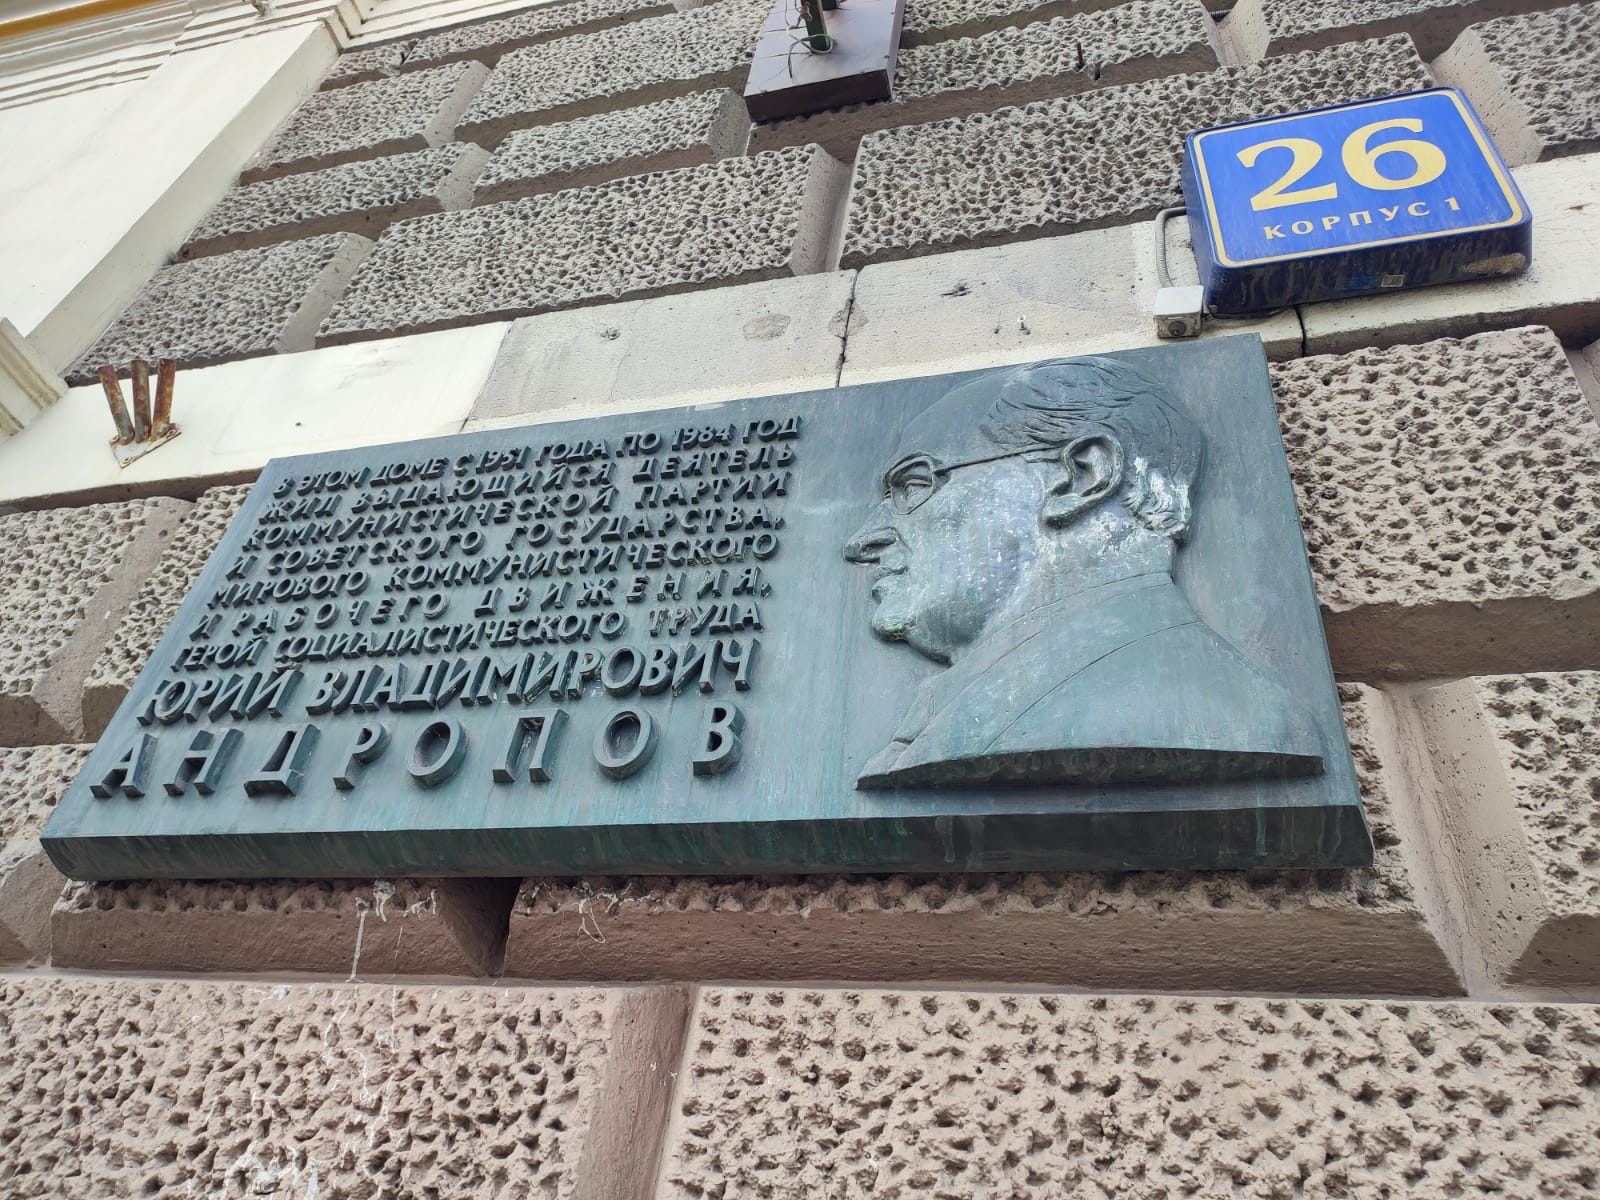 26
КОРПУС 1
В ЭТОМ ДОМЕ С 1951 ГОДА ПО 1984 ГОД
ЖИЛ ВЫДАЮЩИЙСЯ ДЕЯТЕЛЬ
КОММУНИСТИЧЕСКОЙ ПАРТИИ
И СОВЕТСКОГО ГОСУДАРСТВА,
МИРОВОГО КОММУНИСТИЧЕСКОГО
И РАБОЧЕГО ДВИЖЕНИЯ,
ГЕРОЙ СОЦИАЛИСТИЧЕСКОГО ТРУДА
ЮРИЙ ВЛАДИМИРОВИЧ
АНДРОПОВ